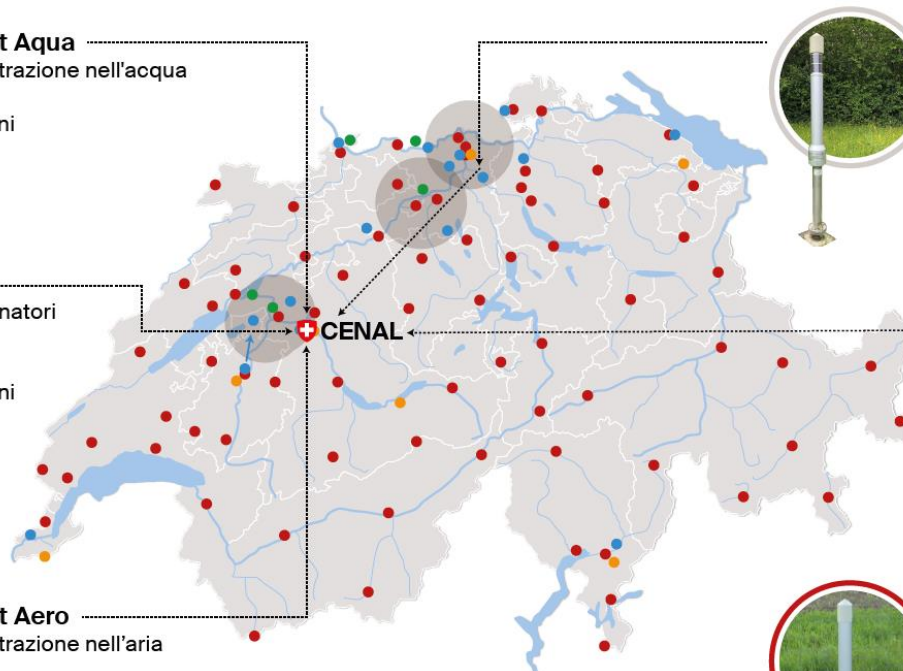 t Aqua
trazione nell'acqua
ni
natori
CENAL
ni
t Aero
trazione nell'aria